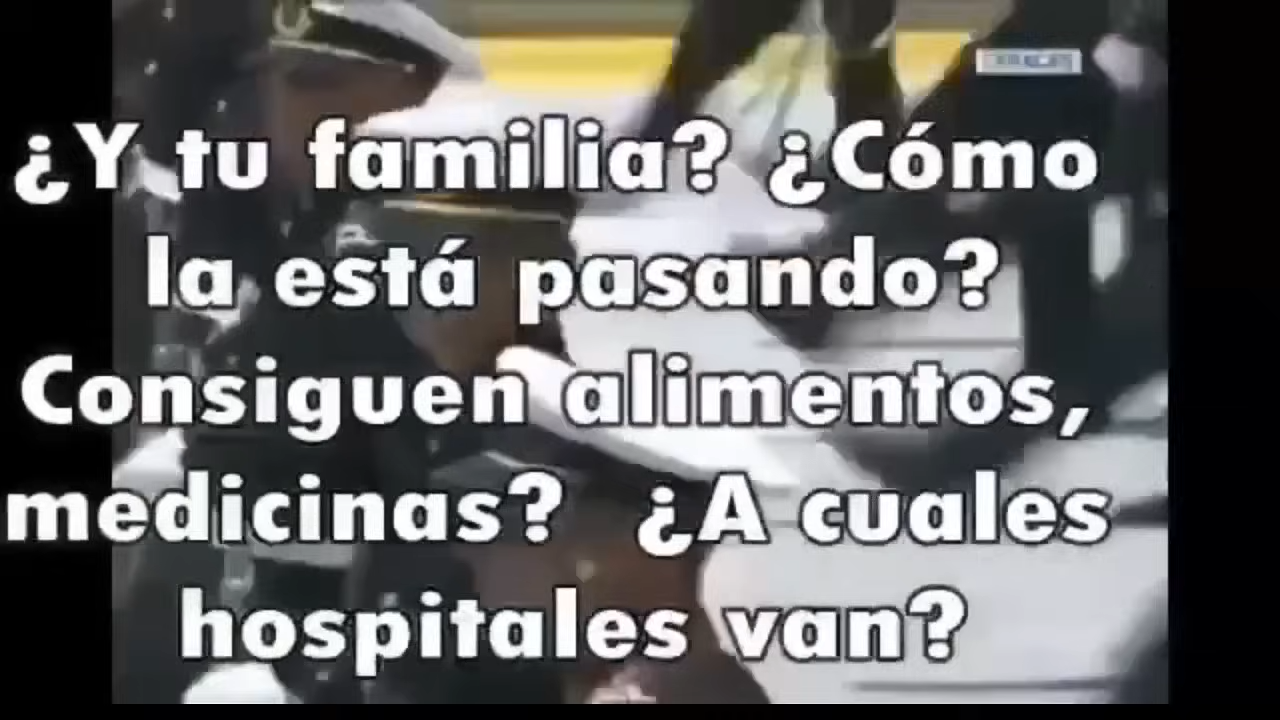 ¿Y tu familia? ¿Cómo
la está pasando?
Consiguen alimentos,
medicinas?  ¿A cuales
hospitales van?